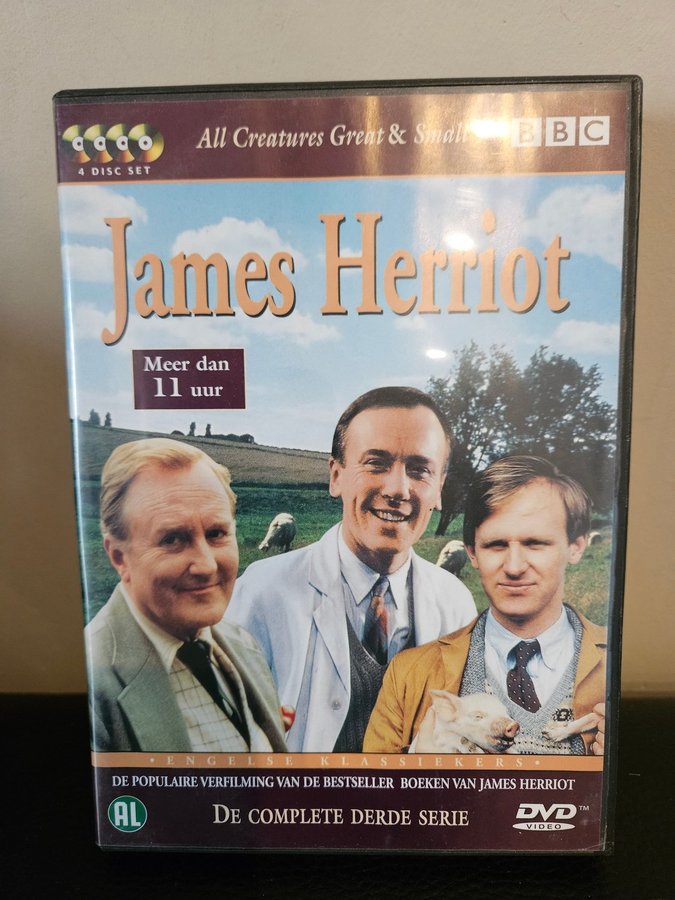 4 DISC SET
All Creatures Great & Small
BBC
James Herriot
Meer dan
11 uur
• ENGELSE KLASSIEKERS •
DE POPULAIRE VERFILMING VAN DE BESTSELLER BOEKEN VAN JAMES HERRIOT
AL
DE COMPLETE DERDE SERIE
DVD™
VIDEO